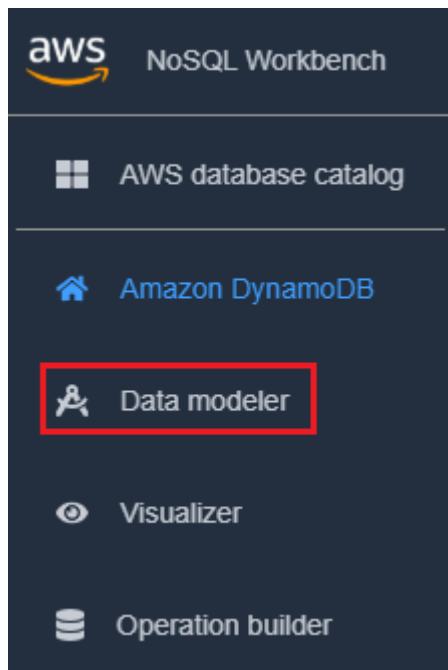 aws NoSQL Workbench
AWS database catalog
Amazon DynamoDB
Data modeler
Visualizer
Operation builder